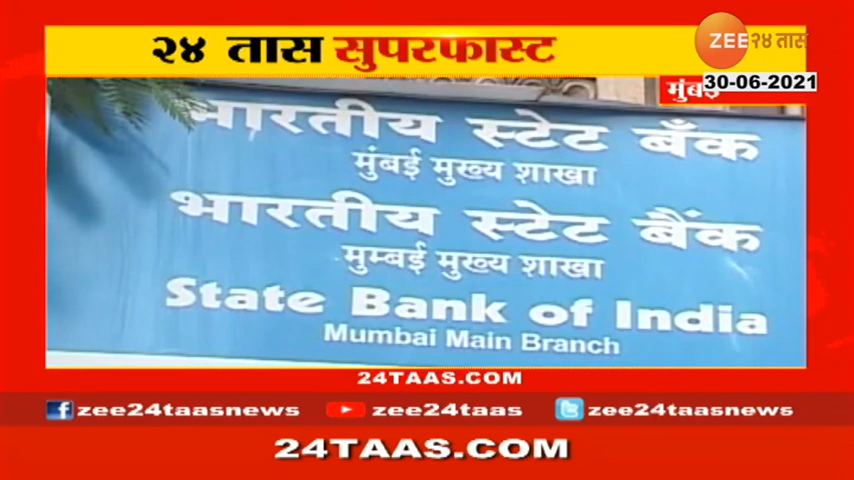 २४ तास सुपरफास्ट
ZEE २४ तास
मुंबई
30-06-2021
भारतीय स्टेट बँक
मुंबई मुख्य शाखा
भारतीय स्टेट बैंक
मुम्बई मुख्य शाखा
State Bank of India
Mumbai Main Branch
24TAAS.COM
zee24taasnews zee24taas zee24taasnews
24TAAS.COM